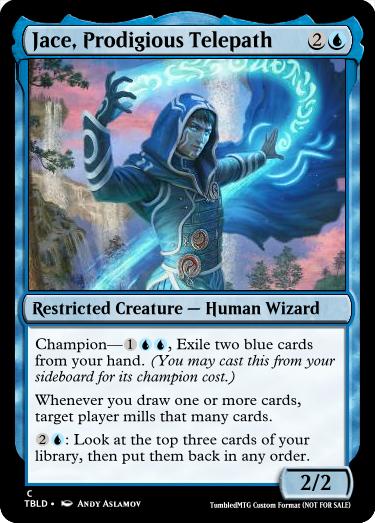 Jace, Prodigious Telepath 2
Restricted Creature — Human Wizard
Champion—1, Exile two blue cards
from your hand. (You may cast this from your
sideboard for its champion cost.)
Whenever you draw one or more cards,
target player mills that many cards.
2: Look at the top three cards of your
library, then put them back in any order.
2/2
C
TBLD • Andy Aslamov
TumbledMTG Custom Format (NOT FOR SALE)